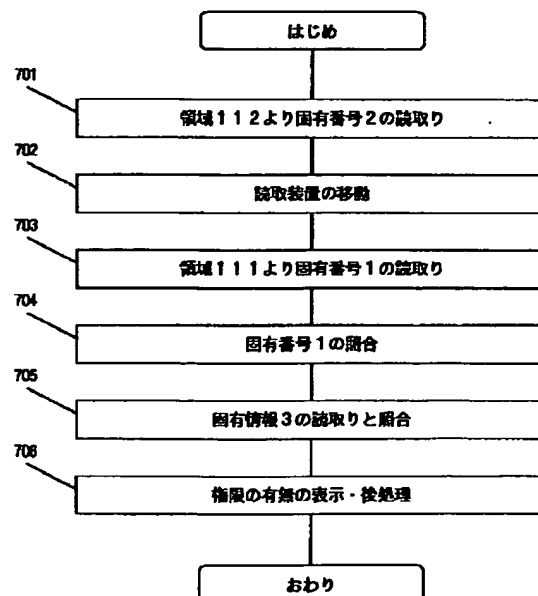 はじめ
701
領域112より固有番号2の読取り
702
読取装置の移動
703
領域111より固有番号1の読取り
704
固有番号1の照合
705
固有情報3の読取りと照合
706
権限の有無の表示・後処理
おわり